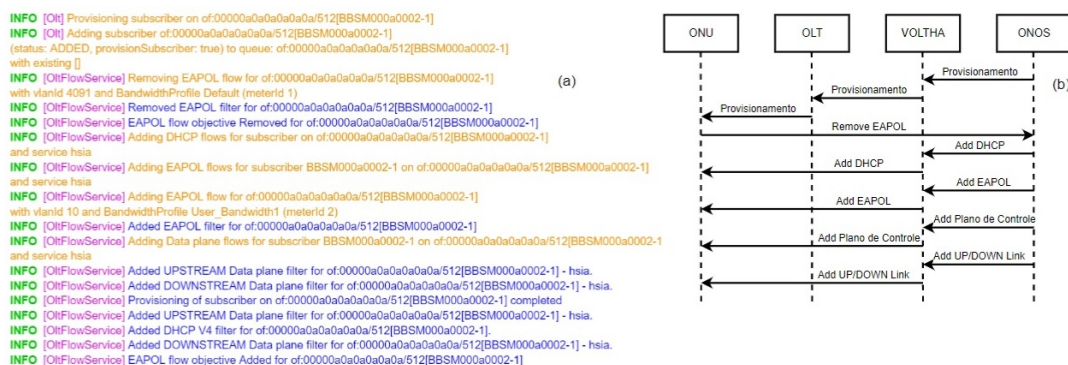 INFO [Olt] Provisioning subscriber on of:00000a0a0a0a0a0a/512[BBSM000a0002-1]
INFO [Olt] Adding subscriber of:00000a0a0a0a0a0a/512[BBSM000a0002-1]
(status: ADDED, provisionSubscriber: true) to queue: of:00000a0a0a0a0a0a/512[BBSM000a0002-1]
with existing []
INFO [OltFlowService] Removing EAPOL flow for of:00000a0a0a0a0a0a/512[BBSM000a0002-1]
with vlanId 4091 and BandwidthProfile Default (meterId 1)
INFO [OltFlowService] Removed EAPOL filter for of:00000a0a0a0a0a0a/512[BBSM000a0002-1]
INFO [OltFlowService] EAPOL flow objective Removed for of:00000a0a0a0a0a0a/512[BBSM000a0002-1]
INFO [OltFlowService] Adding DHCP flows for subscriber on of:00000a0a0a0a0a0a/512[BBSM000a0002-1]
and service hsia
INFO [OltFlowService] Adding EAPOL flows for subscriber BBSM000a0002-1 on of:00000a0a0a0a0a0a/512[BBSM000a0002-1]
and service hsia
INFO [OltFlowService] Adding EAPOL flow for of:00000a0a0a0a0a0a/512[BBSM000a0002-1]
with vlanId 10 and BandwidthProfile User_Bandwidth1 (meterId 2)
INFO [OltFlowService] Added EAPOL filter for of:00000a0a0a0a0a0a/512[BBSM000a0002-1]
INFO [OltFlowService] Adding Data plane flows for subscriber BBSM000a0002-1 on of:00000a0a0a0a0a0a/512[BBSM000a0002-1
and service hsia
INFO [OltFlowService] Added UPSTREAM Data plane filter for of:00000a0a0a0a0a0a/512[BBSM000a0002-1] - hsia.
INFO [OltFlowService] Added DOWNSTREAM Data plane filter for of:00000a0a0a0a0a0a/512[BBSM000a0002-1] - hsia.
INFO [OltFlowService] Provisioning of subscriber on of:00000a0a0a0a0a0a/512[BBSM000a0002-1] completed
INFO [OltFlowService] Added UPSTREAM Data plane filter for of:00000a0a0a0a0a0a/512[BBSM000a0002-1] - hsia.
INFO [OltFlowService] Added DHCP V4 filter for of:00000a0a0a0a0a0a/512[BBSM000a0002-1].
INFO [OltFlowService] Added DOWNSTREAM Data plane filter for of:00000a0a0a0a0a0a/512[BBSM000a0002-1] - hsia.
INFO [OltFlowService] EAPOL flow objective Added for of:00000a0a0a0a0a0a/512[BBSM000a0002-1]
(a)
ONU
OLT
VOLTHA
ONOS
Provisionamento
(b)
Provisionamento
Provisionamento
Remove EAPOL
Add DHCP
Add DHCP
Add EAPOL
Add EAPOL
Add Plano de Controle
Add Plano de Controle
Add UP/DOWN Link
Add UP/DOWN Link